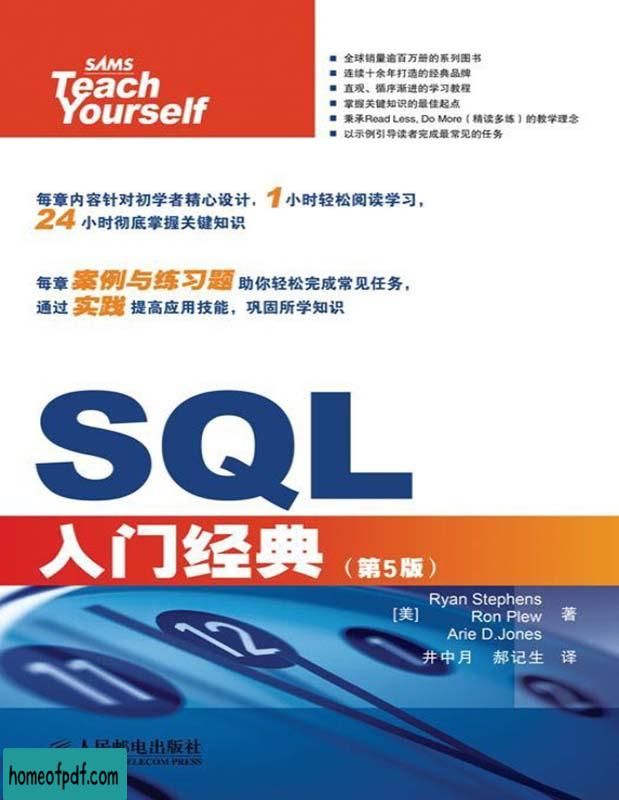 SAMS
Teach
Yourself
■ 全球销量逾百万册的系列图书
■ 连续十余年打造的经典品牌
■ 直观、循序渐进的学习教程
■ 掌握关键知识的最佳起点
■ 秉承Read Less, Do More（精读多练）的教学理念
■ 以示例引导读者完成最常见的任务
每章内容针对初学者精心设计，1小时轻松阅读学习，
24小时彻底掌握关键知识
每章案例与练习题助你轻松完成常见任务，
通过实践提高应用技能，巩固所学知识
SQL
入门经典（第5版）
[美] Ryan Stephens
Ron Plew 著
Arie D.Jones
井中月 郝记生 译
11
12
1
2
人民邮电出版社
TELECOM PRESS
homeofpdf.com